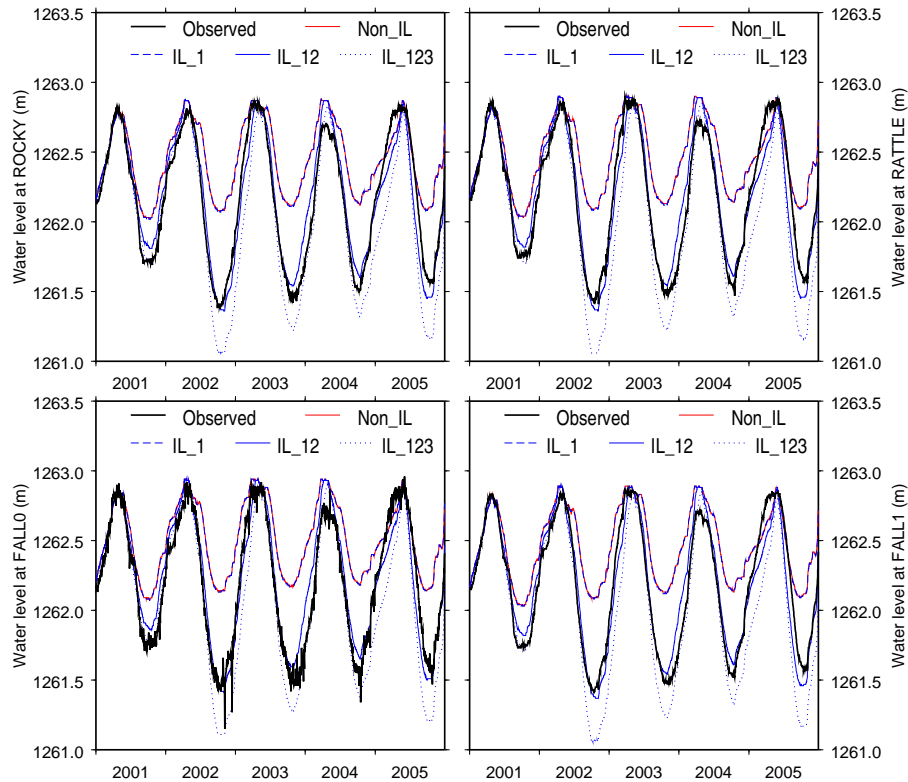 1263.5 1263.5
Observed Non_IL Observed Non_IL
IL_1 IL_12 IL_123 IL_1 IL_12 IL_123
1263.0 1263.0
1262.5 1262.5
1262.0 1262.0
1261.5 1261.5
1261.0 1261.0
Water level at ROCKY (m)
Water level at RATTLE (m)
2001 2002 2003 2004 2005 2001 2002 2003 2004 2005
1263.5 1263.5
Observed Non_IL Observed Non_IL
IL_1 IL_12 IL_123 IL_1 IL_12 IL_123
1263.0 1263.0
1262.5 1262.5
1262.0 1262.0
1261.5 1261.5
1261.0 1261.0
Water level at FALL0 (m)
Water level at FALL1 (m)
2001 2002 2003 2004 2005 2001 2002 2003 2004 2005